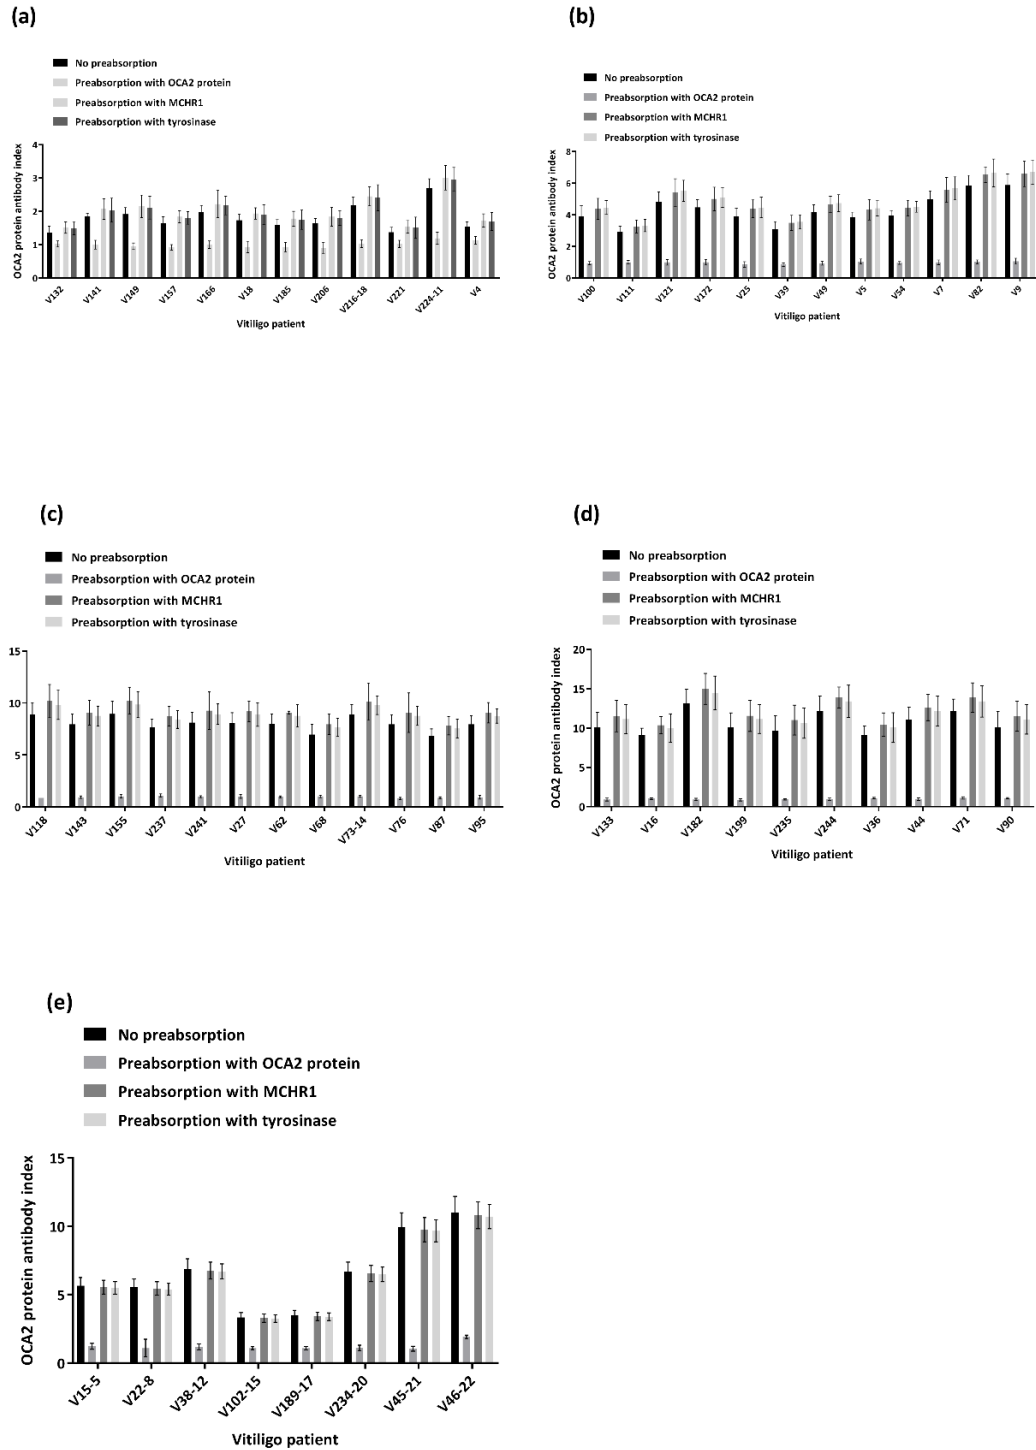 (a)
No preabsorption
Preabsorption with OCA2 protein
Preabsorption with MCHR1
Preabsorption with tyrosinase
OCA2 protein antibody index
4
3
2
1
0
V132 V141 V149 V157 V166 V18 V185 V206 V216-18 V221 V224-11 V4
Vitiligo patient
(b)
No preabsorption
Preabsorption with OCA2 protein
Preabsorption with MCHR1
Preabsorption with tyrosinase
OCA2 protein antibody index
8
6
4
2
0
V100 V111 V121 V172 V25 V39 V49 V5 V54 V7 V82 V9
Vitiligo patient
(c)
No preabsorption
Preabsorption with OCA2 protein
Preabsorption with MCHR1
Preabsorption with tyrosinase
15
10
5
0
V118 V143 V155 V237 V241 V27 V62 V68 V73-14 V76 V87 V95
Vitiligo patient
(d)
No preabsorption
Preabsorption with OCA2 protein
Preabsorption with MCHR1
Preabsorption with tyrosinase
OCA2 protein antibody index
20
15
10
5
0
V133 V16 V182 V199 V235 V244 V36 V44 V71 V90
Vitiligo patient
(e)
No preabsorption
Preabsorption with OCA2 protein
Preabsorption with MCHR1
Preabsorption with tyrosinase
OCA2 protein antibody index
15
10
5
0
V15-5 V22-8 V38-12 V102-15 V189-17 V234-20 V45-21 V46-22
Vitiligo patient